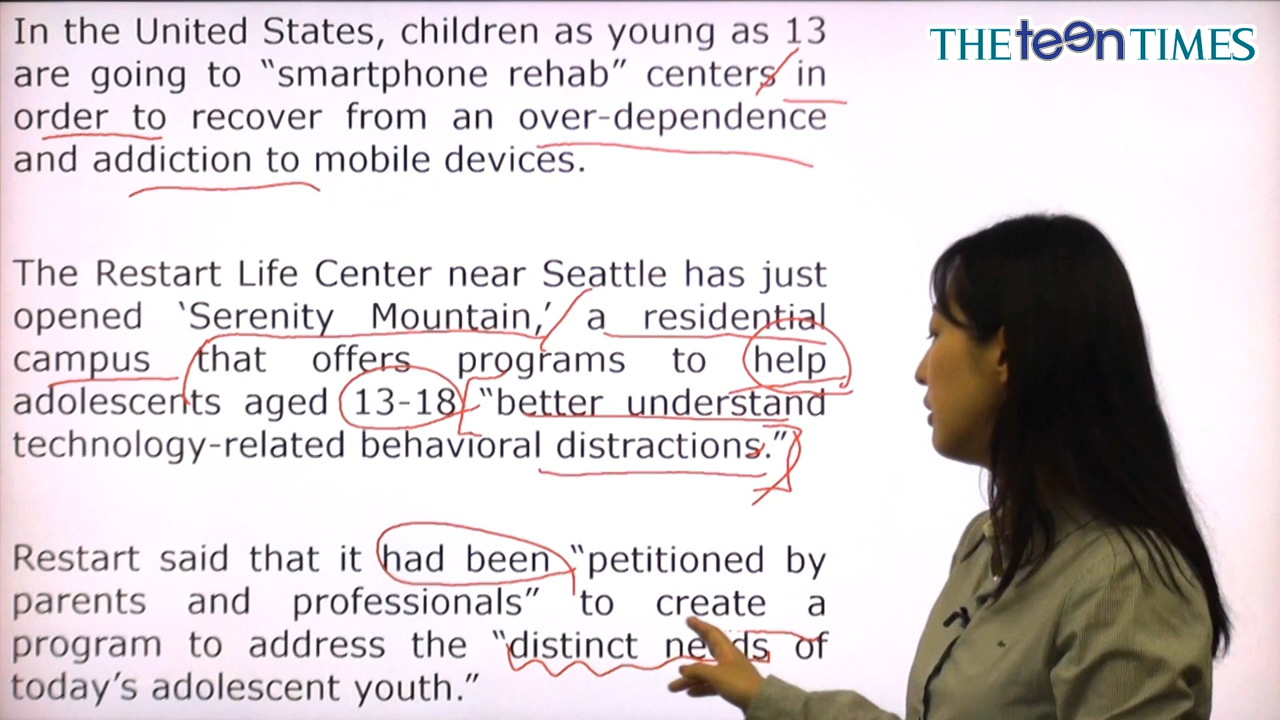 In the United States, children as young as 13
are going to “smartphone rehab” centers in
order to recover from an over-dependence
and addiction to mobile devices.
The Restart Life Center near Seattle has just
opened ‘Serenity Mountain,’ a residential
campus that offers programs to help
adolescents aged 13-18 “better understand
technology-related behavioral distractions.”
Restart said that it had been “petitioned by
parents and professionals” to create a
program to address the “distinct needs of
today’s adolescent youth.”
THE teen TIMES